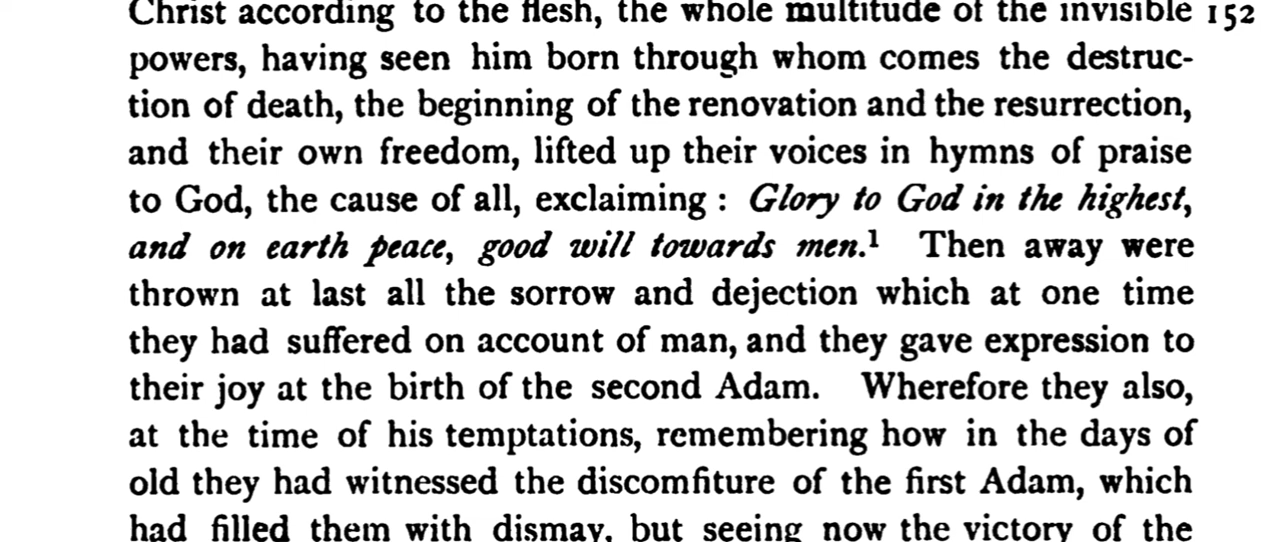 Christ according to the flesh, the whole multitude of the invisible 152
powers, having seen him born through whom comes the destruc-
tion of death, the beginning of the renovation and the resurrection,
and their own freedom, lifted up their voices in hymns of praise
to God, the cause of all, exclaiming : Glory to God in the highest,
and on earth peace, good will towards men.¹ Then away were
thrown at last all the sorrow and dejection which at one time
they had suffered on account of man, and they gave expression to
their joy at the birth of the second Adam. Wherefore they also,
at the time of his temptations, remembering how in the days of
old they had witnessed the discomfiture of the first Adam, which
had filled them with dismay, but seeing now the victory of the